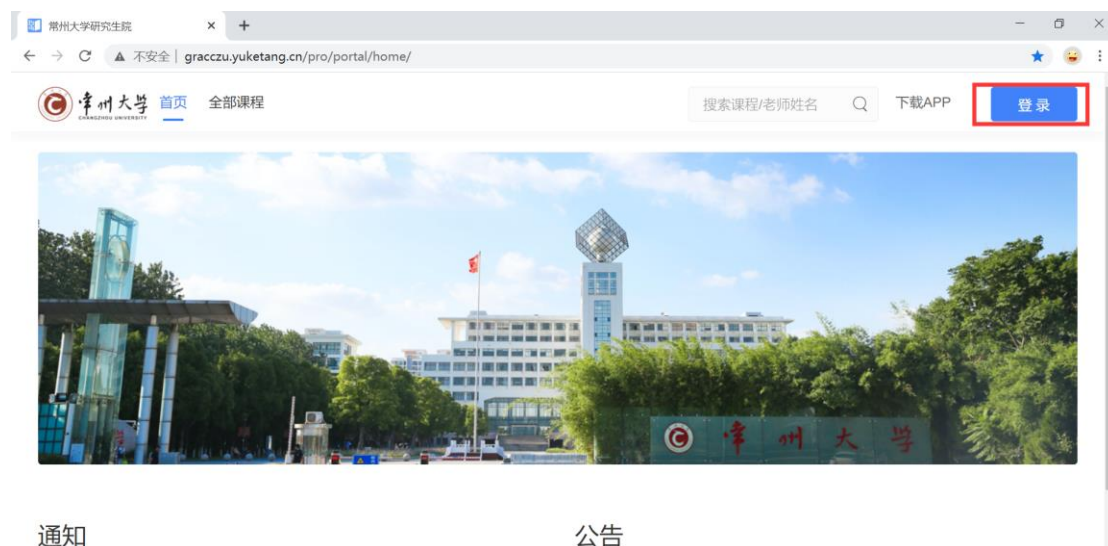 常州大学研究生院
不安全 gracczu.yuketang.cn/pro/portal/home/
常州大学 首页 全部课程 搜索课程/老师姓名 下载APP 登录
CHANGZHOU UNIVERSITY
常州大学
通知 公告